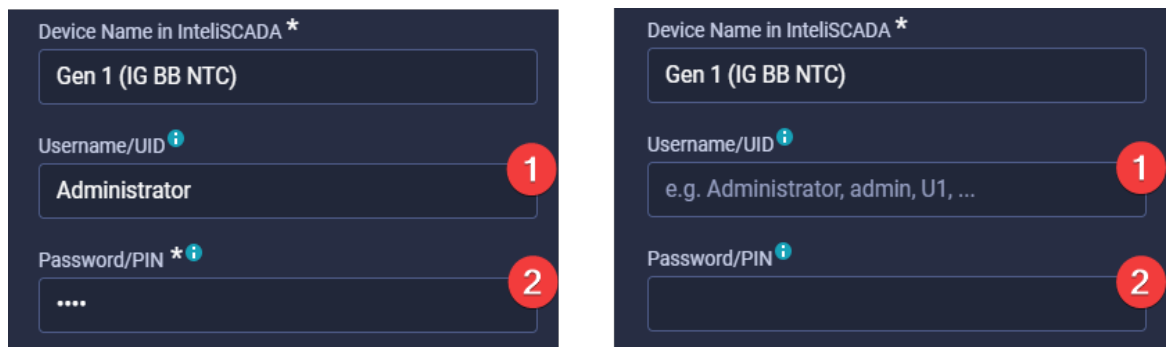 Device Name in InteliSCADA *
Gen 1 (IG BB NTC)
Username/UID i
Administrator
1
Password/PIN * i
••••
2
Device Name in InteliSCADA *
Gen 1 (IG BB NTC)
Username/UID i
e.g. Administrator, admin, U1, ...
1
Password/PIN i
2